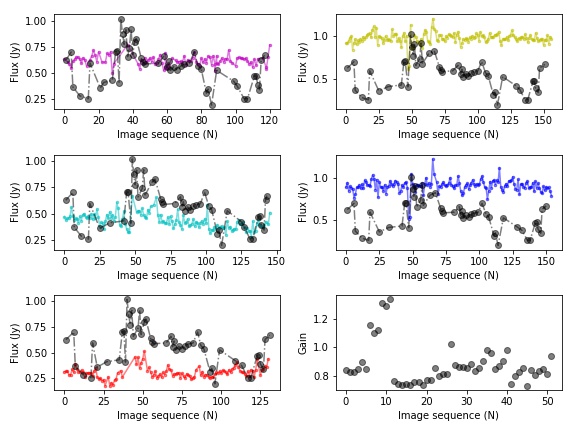 1.00
0.75
0.50
0.25
Flux (Jy)
0 20 40 60 80 100 120
Image sequence (N)
1.0
0.5
Flux (Jy)
0 25 50 75 100 125 150
Image sequence (N)
1.00
0.75
0.50
0.25
Flux (Jy)
0 25 50 75 100 125 150
Image sequence (N)
1.0
0.5
Flux (Jy)
0 25 50 75 100 125 150
Image sequence (N)
1.00
0.75
0.50
0.25
Flux (Jy)
0 25 50 75 100 125
Image sequence (N)
1.2
1.0
0.8
Gain
0 10 20 30 40 50
Image sequence (N)